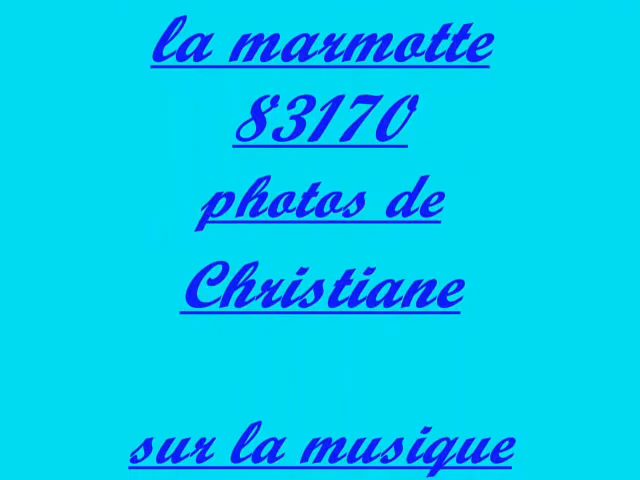 la marmotte
83170
photos de
Christiane
sur la musique